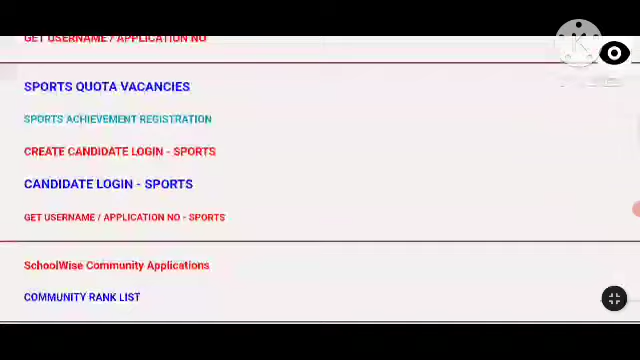 GET USERNAME / APPLICATION NO
SPORTS QUOTA VACANCIES
SPORTS ACHIEVEMENT REGISTRATION
CREATE CANDIDATE LOGIN - SPORTS
CANDIDATE LOGIN - SPORTS
GET USERNAME / APPLICATION NO - SPORTS
SchoolWise Community Applications
COMMUNITY RANK LIST